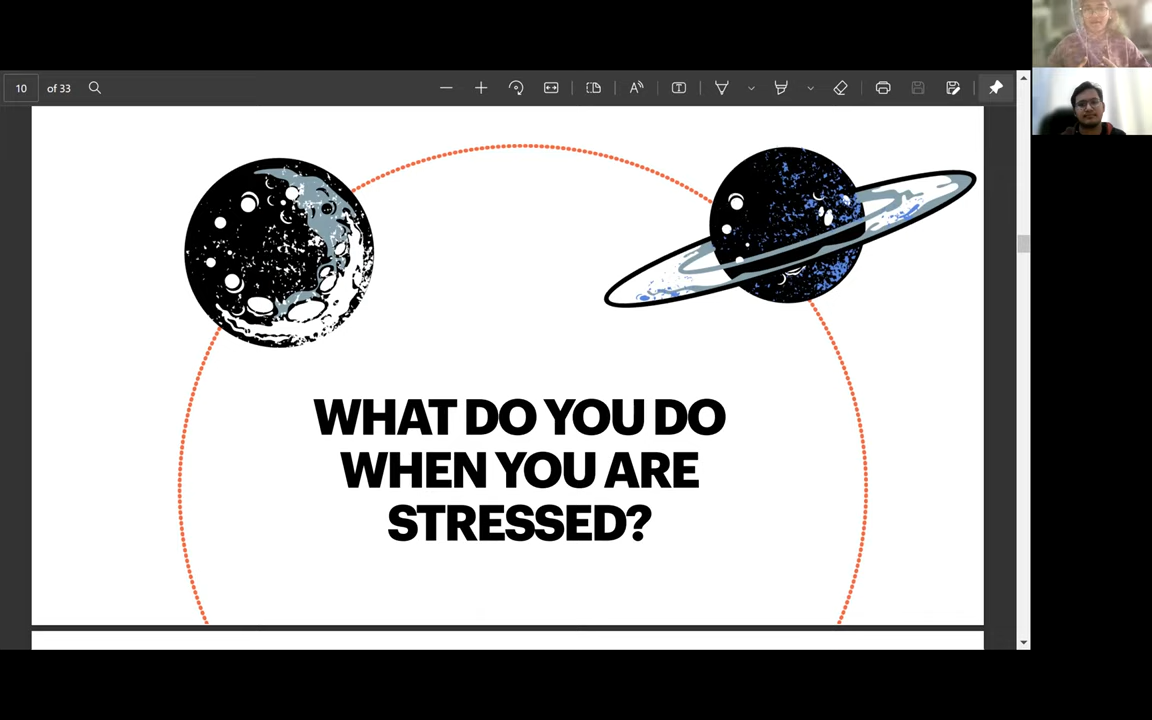 10 of 33
WHAT DO YOU DO
WHEN YOU ARE
STRESSED?